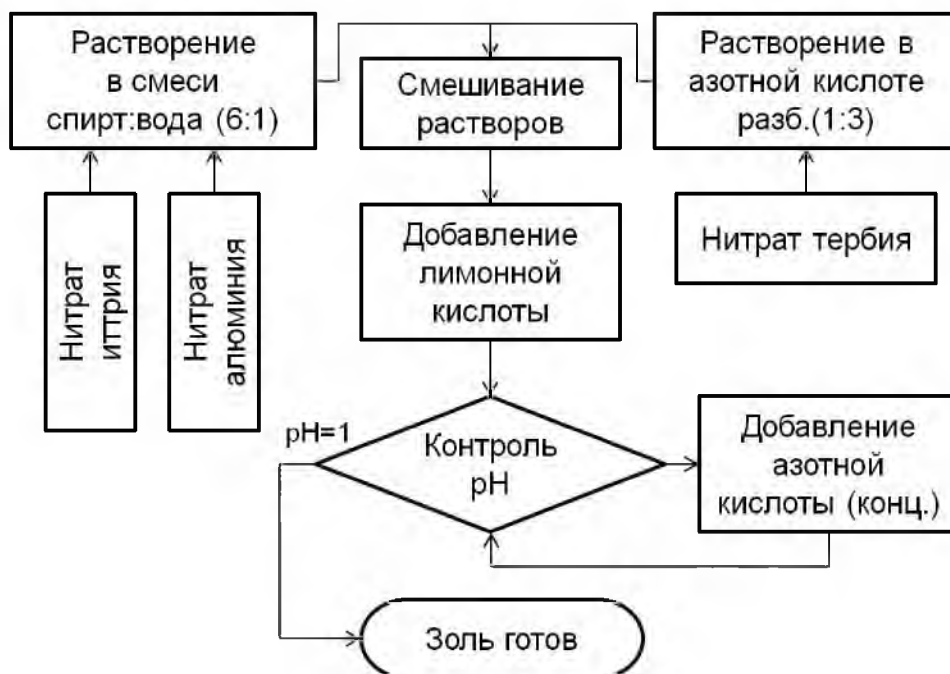 Растворение
в смеси
спирт:вода (6:1)
Смешивание
растворов
Растворение в
азотной кислоте
разб.(1:3)
Нитрат
иттрия
Нитрат
алюминия
Добавление
лимонной
кислоты
Нитрат тербия
pH=1
Контроль
pH
Добавление
азотной
кислоты (конц.)
Золь готов